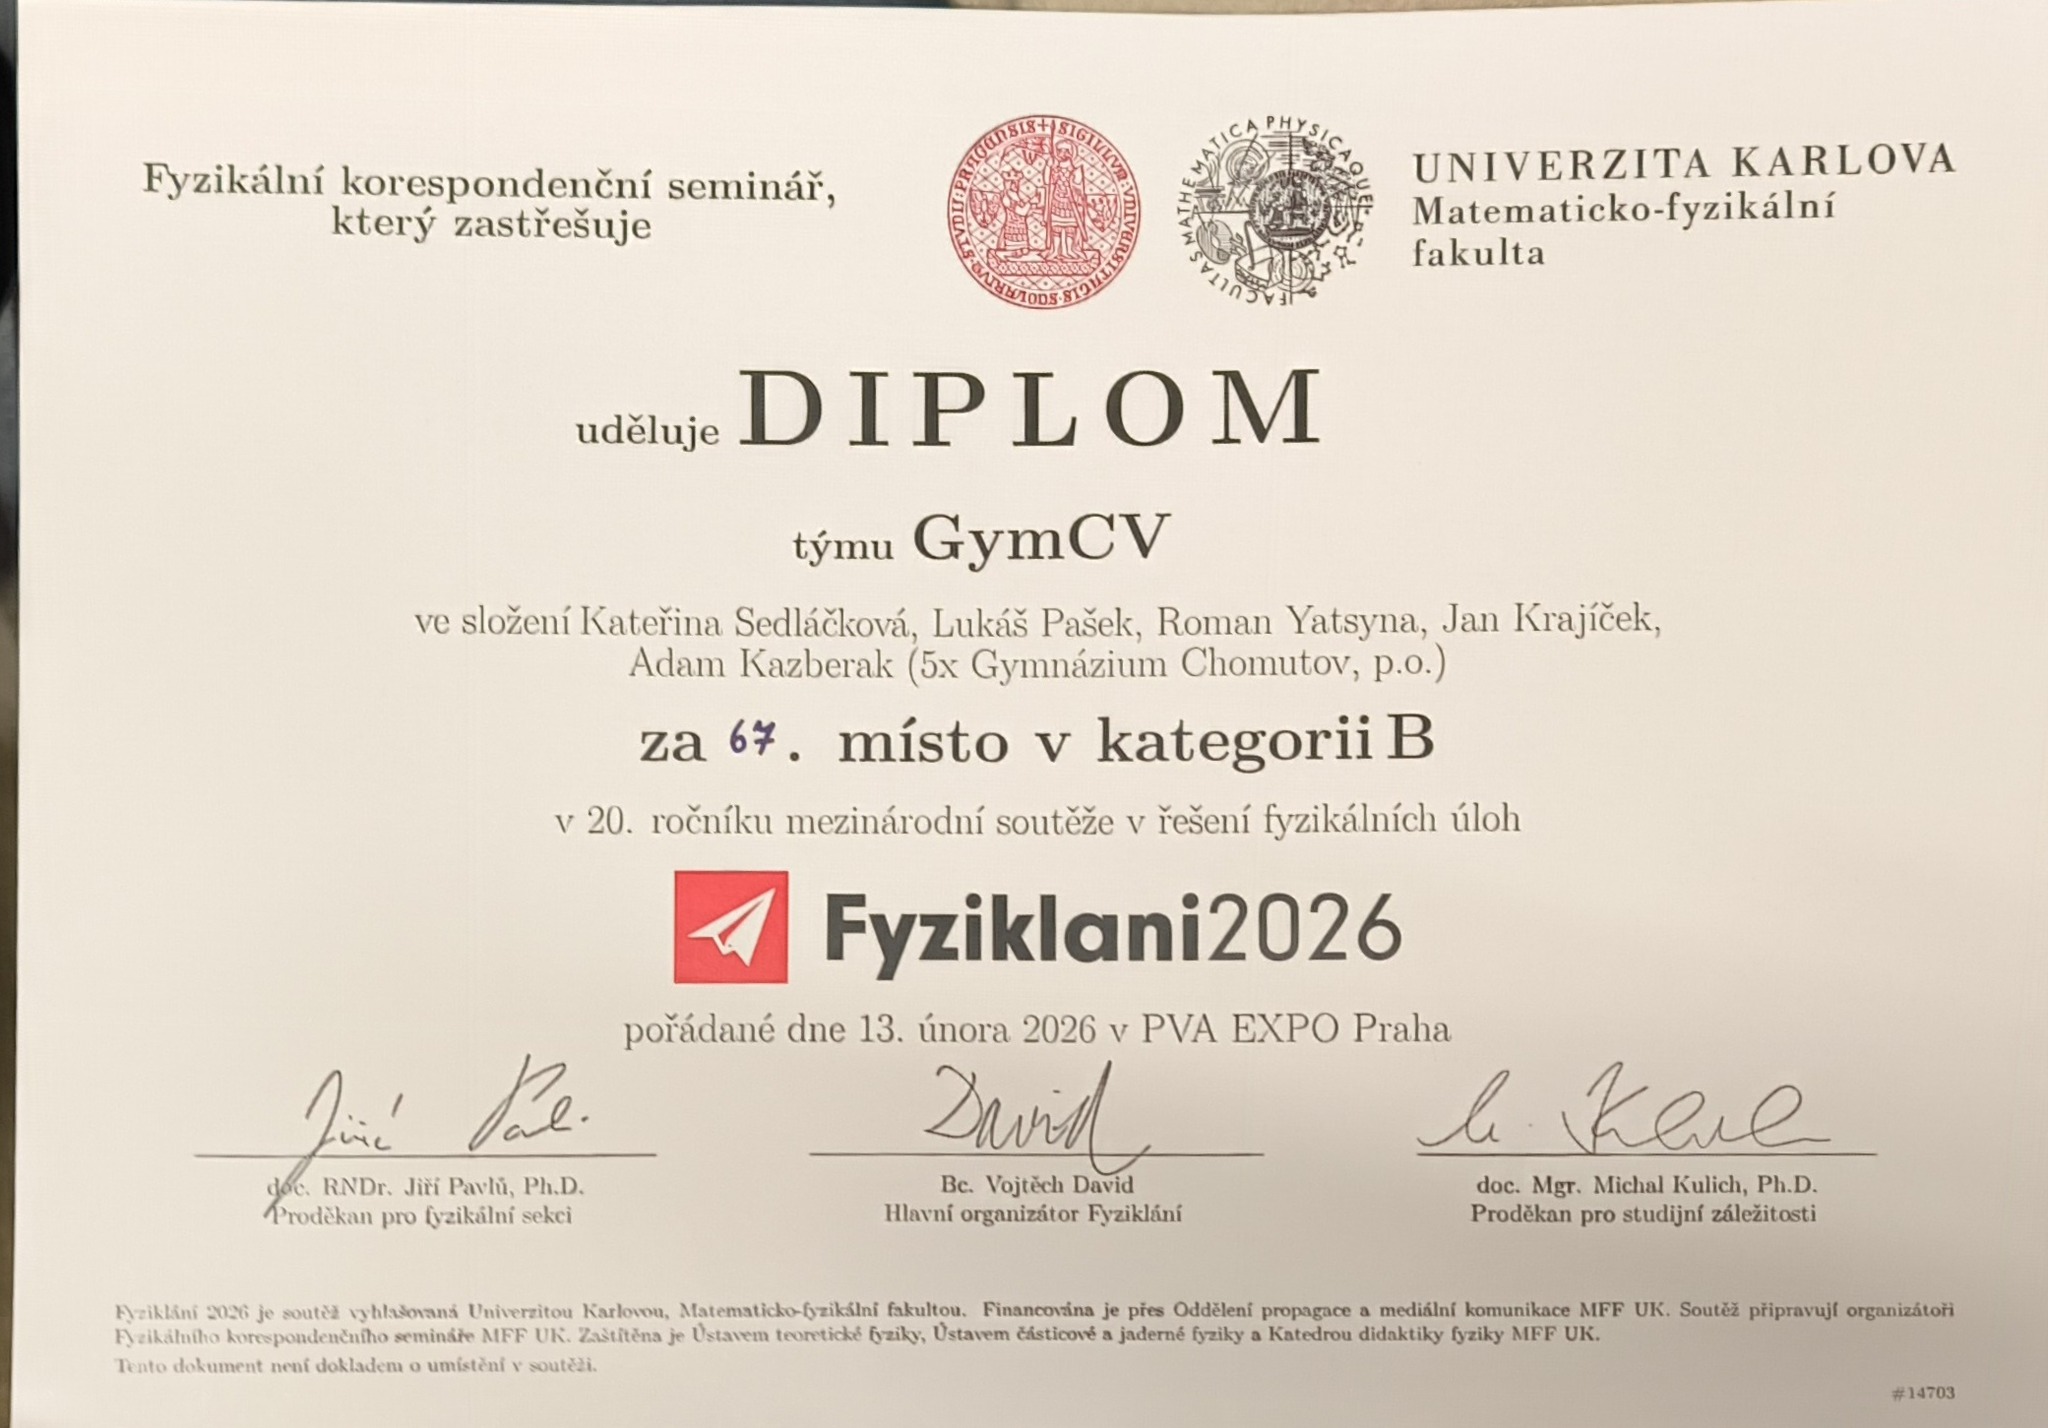 Fyzikální korespondenční seminář,
který zastřešuje
SIGILLVM
MATHEMATICA PHYSICAQUE
FACULTAS
UNIVERZITA KARLOVA
Matematicko-fyzikální
fakulta
uděluje DIPLOM
týmu GymCV
ve složení Kateřina Sedláčková, Lukáš Pašek, Roman Yatsyna, Jan Krajíček,
Adam Kazberak (5x Gymnázium Chomutov, p.o.)
za 67. místo v kategorii B
v 20. ročníku mezinárodní soutěže v řešení fyzikálních úloh
Fyziklani2026
pořádané dne 13. února 2026 v PVA EXPO Praha
David
doc. RNDr. Jiří Pavlů, Ph.D.
Proděkan pro fyzikální sekci
Bc. Vojtěch David
Hlavní organizátor Fyziklání
doc. Mgr. Michal Kulich, Ph.D.
Proděkan pro studijní záležitosti
Fyziklání 2026 je soutěž vyhlašovaná Univerzitou Karlovou, Matematicko-fyzikální fakultou. Financována je přes Oddělení propagace a mediální komunikace MFF UK. Soutěž připravují organizátoři
Fyzikálního korespondenčního semináře MFF UK. Zaštítěna je Ústavem teoretické fyziky, Ústavem částicové a jaderné fyziky a Katedrou didaktiky fyziky MFF UK.
Tento dokument není dokladem o umístění v soutěži.
#14703